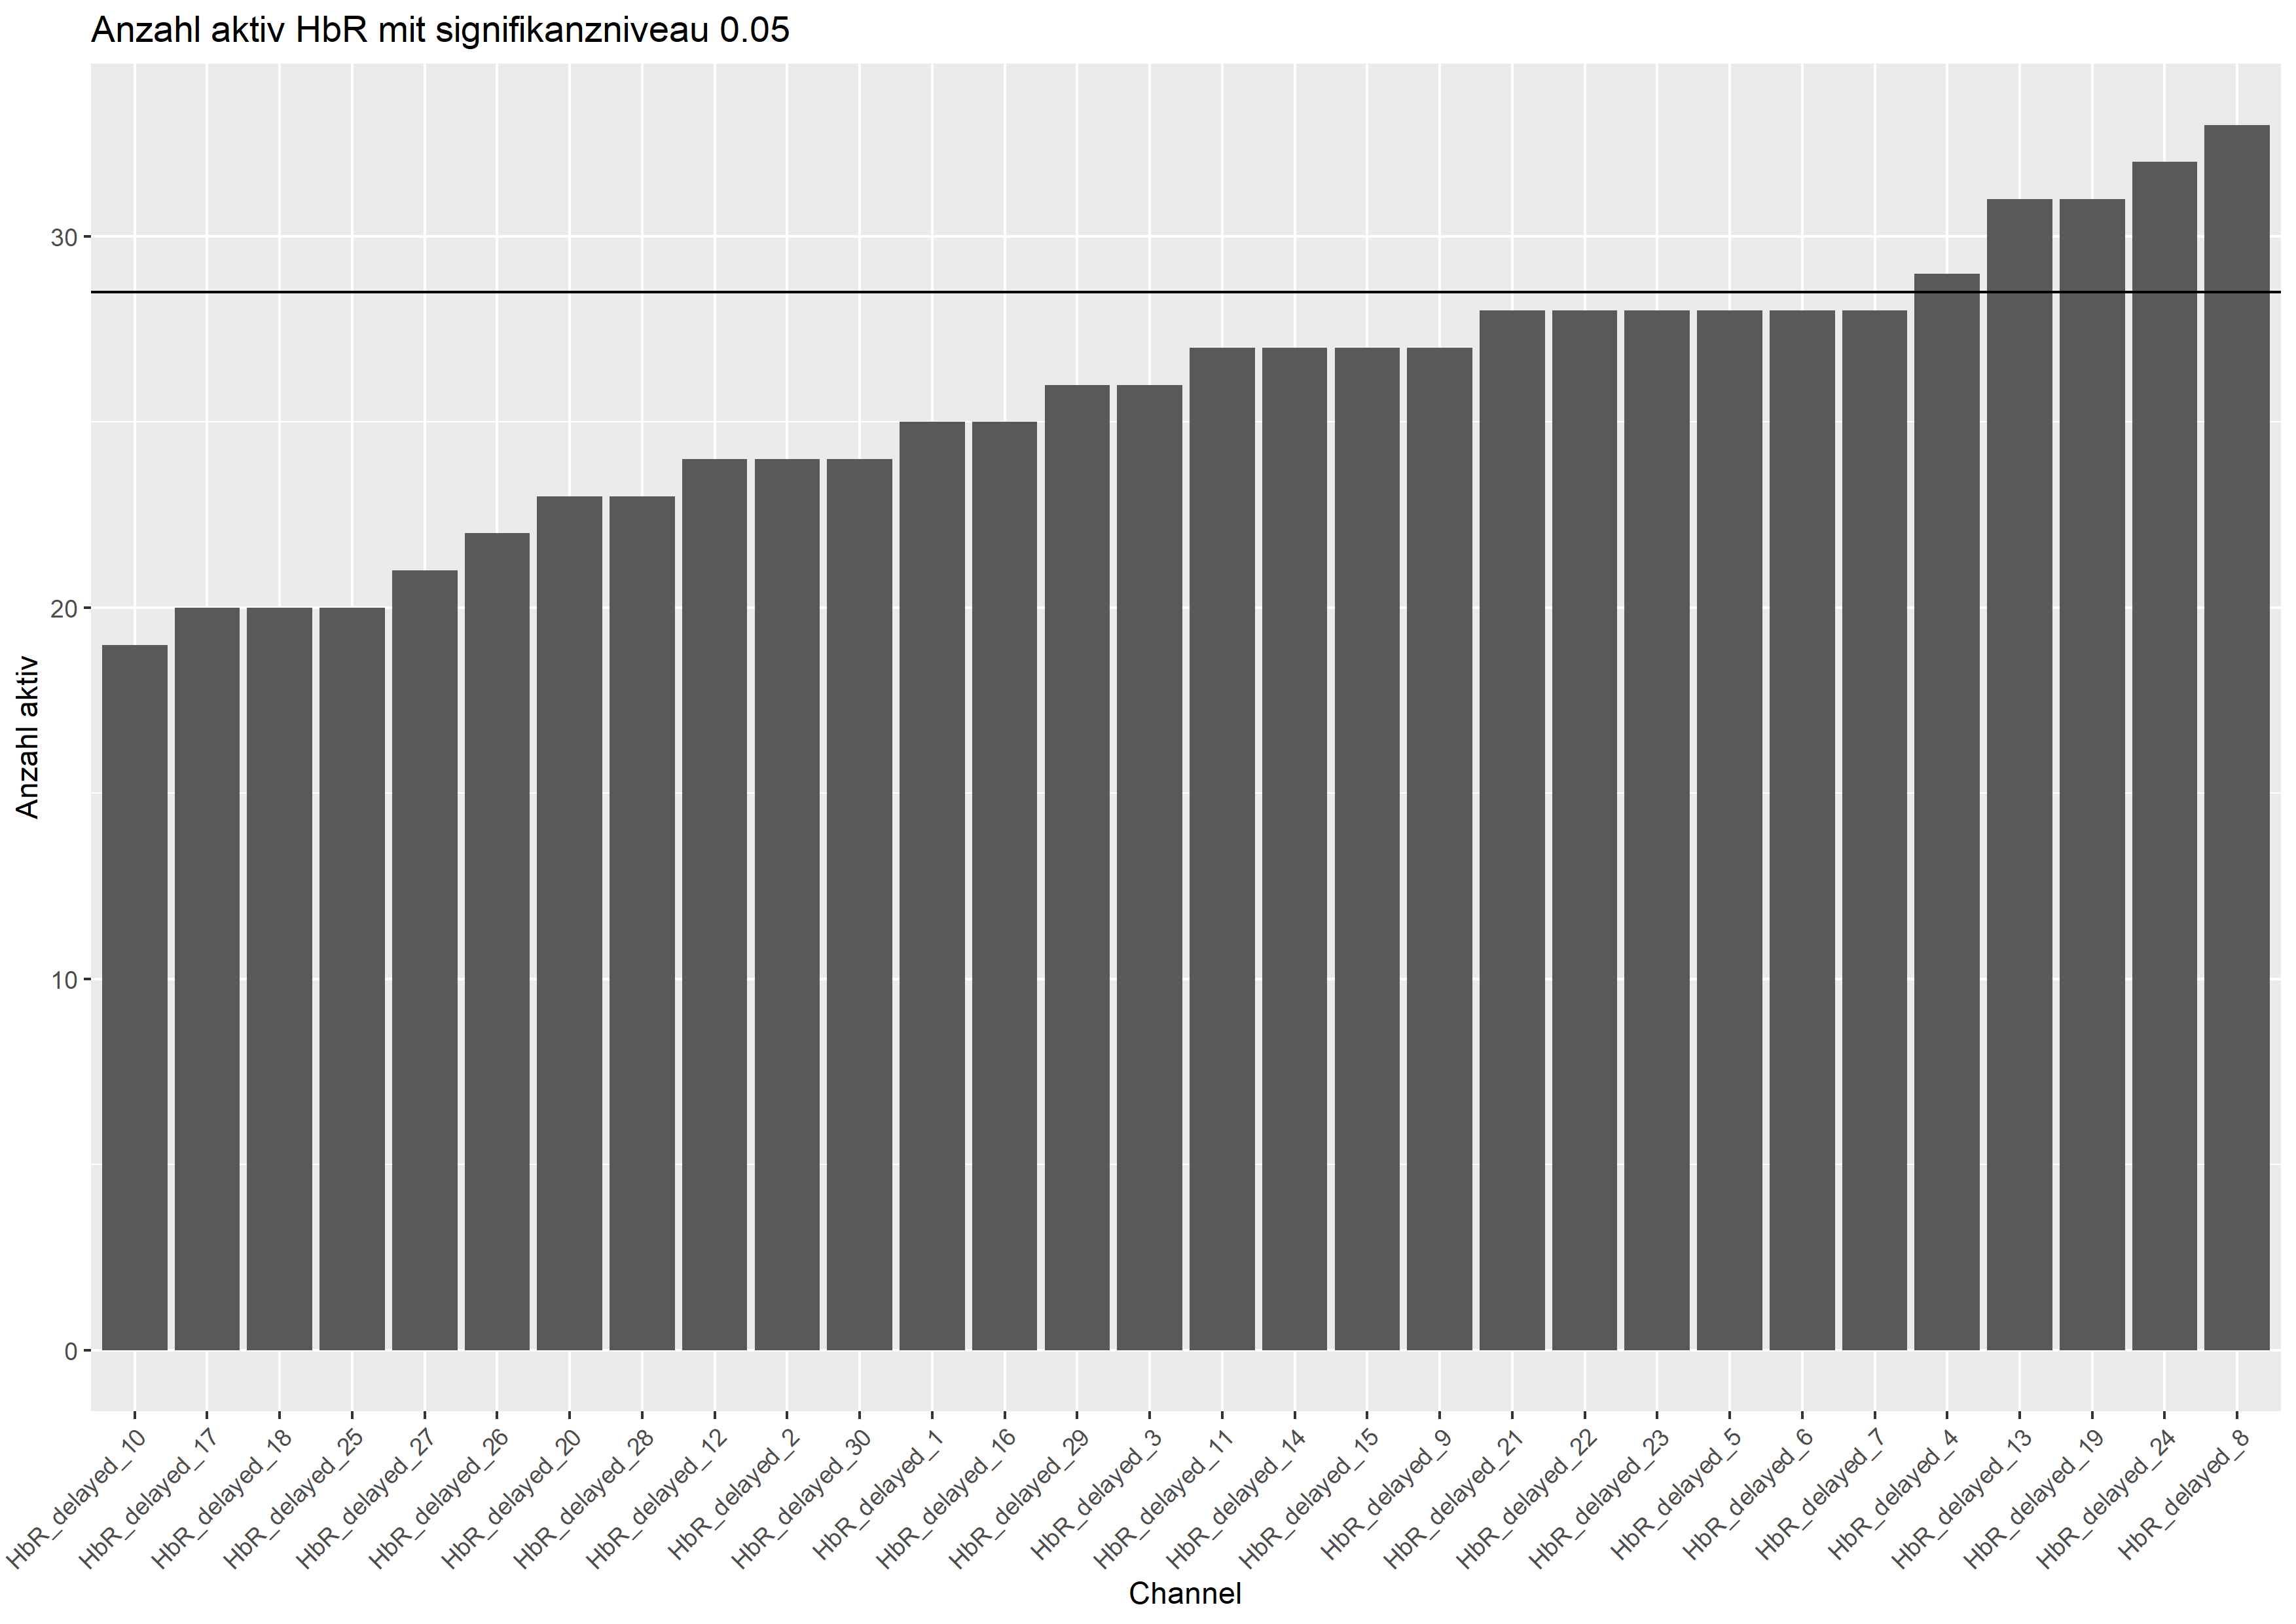 Anzahl aktiv HbR mit signifikanzniveau 0.05
Anzahl aktiv
30
20
10
0
HbR_delayed_10
HbR_delayed_17
HbR_delayed_18
HbR_delayed_25
HbR_delayed_27
HbR_delayed_26
HbR_delayed_20
HbR_delayed_28
HbR_delayed_12
HbR_delayed_2
HbR_delayed_30
HbR_delayed_1
HbR_delayed_16
HbR_delayed_29
HbR_delayed_3
HbR_delayed_11
HbR_delayed_14
HbR_delayed_15
HbR_delayed_9
HbR_delayed_21
HbR_delayed_22
HbR_delayed_23
HbR_delayed_5
HbR_delayed_6
HbR_delayed_7
HbR_delayed_4
HbR_delayed_13
HbR_delayed_19
HbR_delayed_24
HbR_delayed_8
Channel